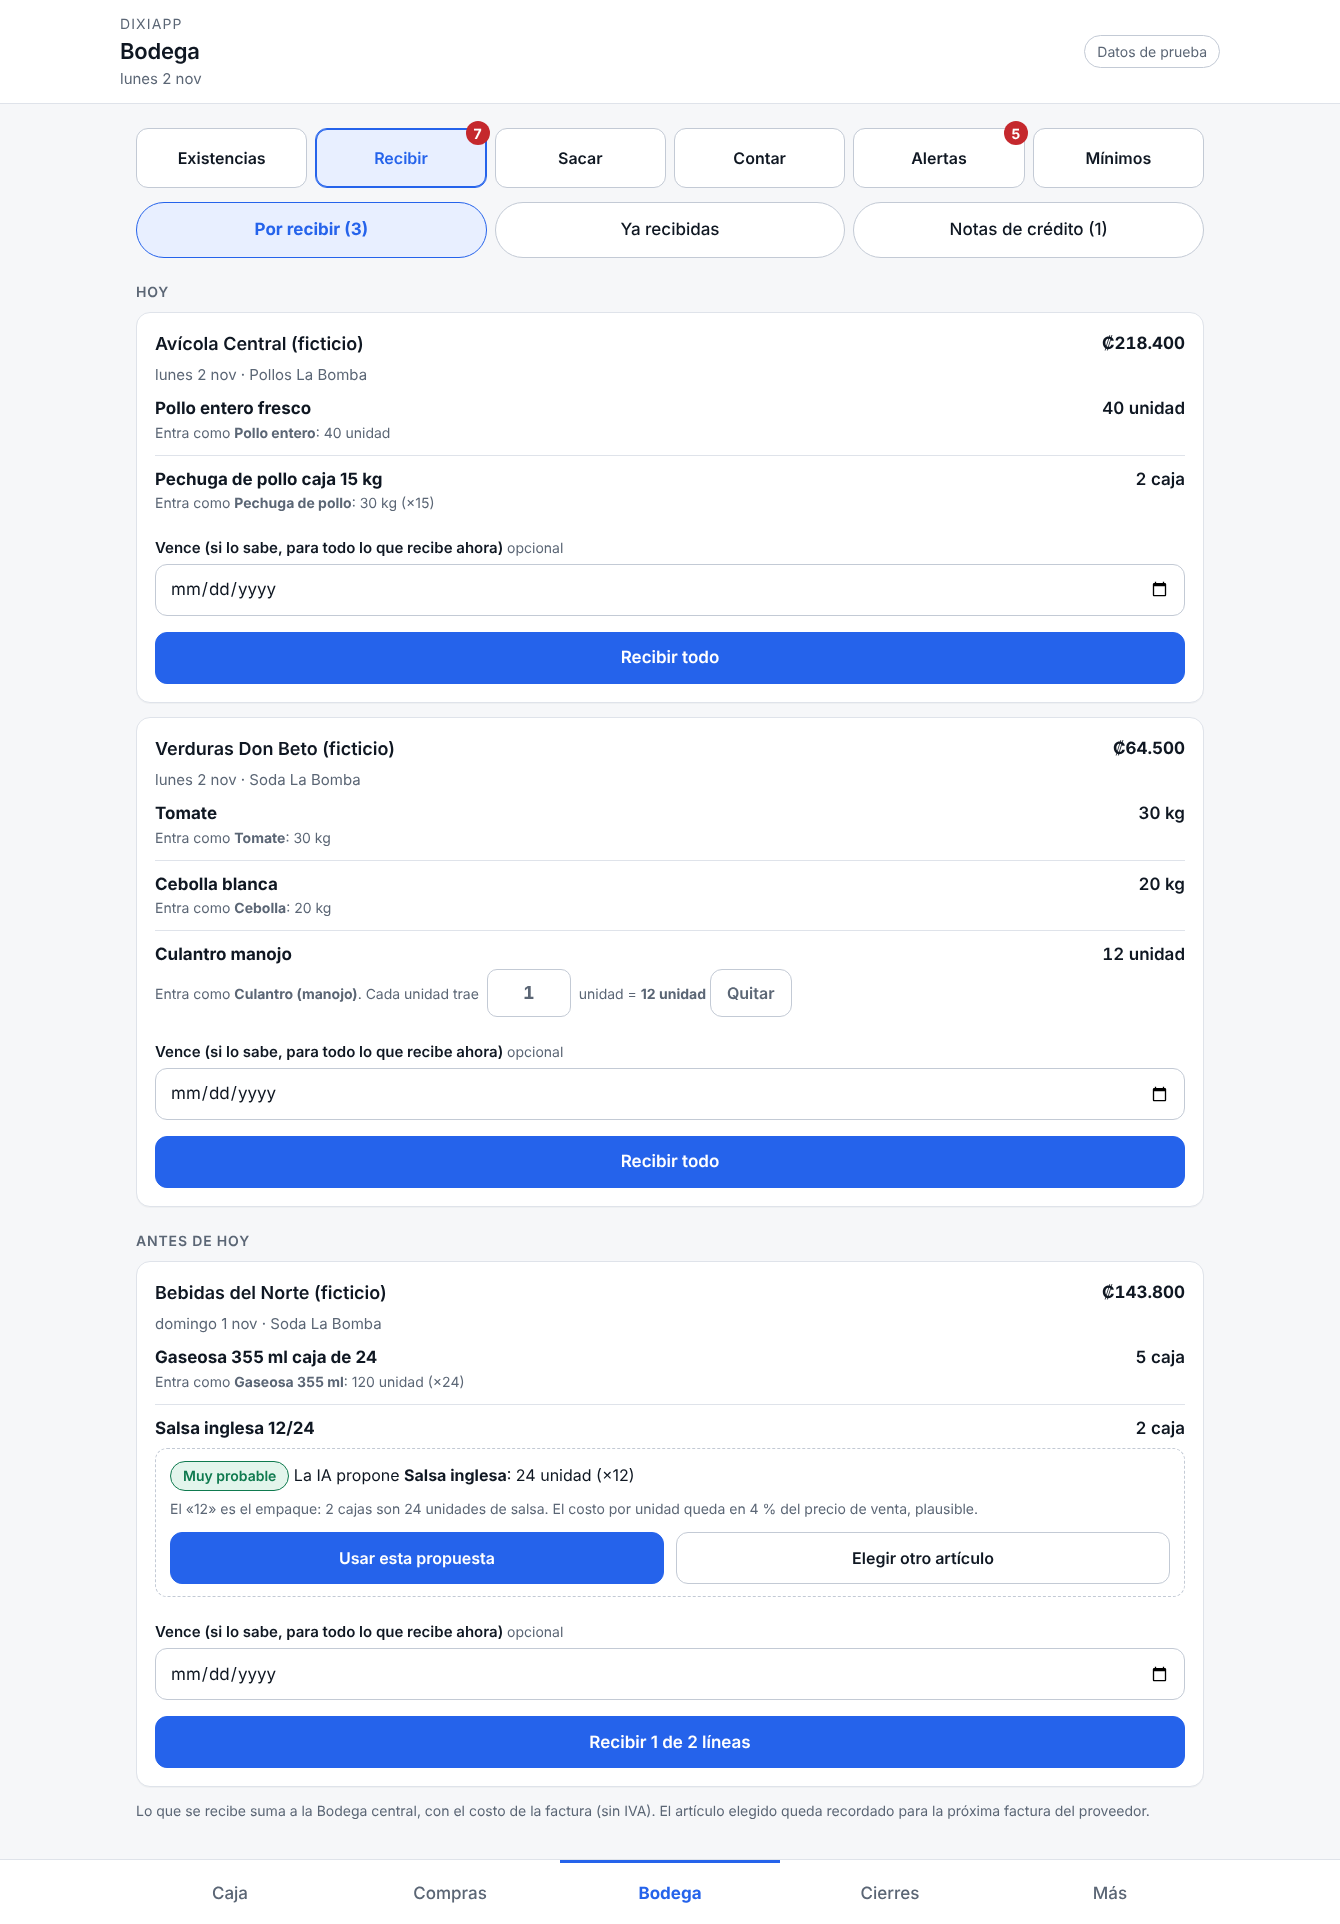 DIXIAPP
Bodega
lunes 2 nov
Datos de prueba
Existencias
Recibir
7
Sacar
Contar
Alertas
5
Mínimos
Por recibir (3)
Ya recibidas
Notas de crédito (1)
HOY
Avícola Central (ficticio)
₡218.400
lunes 2 nov · Pollos La Bomba
Pollo entero fresco
40 unidad
Entra como Pollo entero: 40 unidad
Pechuga de pollo caja 15 kg
2 caja
Entra como Pechuga de pollo: 30 kg (×15)
Vence (si lo sabe, para todo lo que recibe ahora) opcional
mm/dd/yyyy
Recibir todo
Verduras Don Beto (ficticio)
₡64.500
lunes 2 nov · Soda La Bomba
Tomate
30 kg
Entra como Tomate: 30 kg
Cebolla blanca
20 kg
Entra como Cebolla: 20 kg
Culantro manojo
12 unidad
Entra como Culantro (manojo). Cada unidad trae 1 unidad = 12 unidad Quitar
Vence (si lo sabe, para todo lo que recibe ahora) opcional
mm/dd/yyyy
Recibir todo
ANTES DE HOY
Bebidas del Norte (ficticio)
₡143.800
domingo 1 nov · Soda La Bomba
Gaseosa 355 ml caja de 24
5 caja
Entra como Gaseosa 355 ml: 120 unidad (×24)
Salsa inglesa 12/24
2 caja
Muy probable La IA propone Salsa inglesa: 24 unidad (×12)
El «12» es el empaque: 2 cajas son 24 unidades de salsa. El costo por unidad queda en 4 % del precio de venta, plausible.
Usar esta propuesta
Elegir otro artículo
Vence (si lo sabe, para todo lo que recibe ahora) opcional
mm/dd/yyyy
Recibir 1 de 2 líneas
Lo que se recibe suma a la Bodega central, con el costo de la factura (sin IVA). El artículo elegido queda recordado para la próxima factura del proveedor.
Caja
Compras
Bodega
Cierres
Más